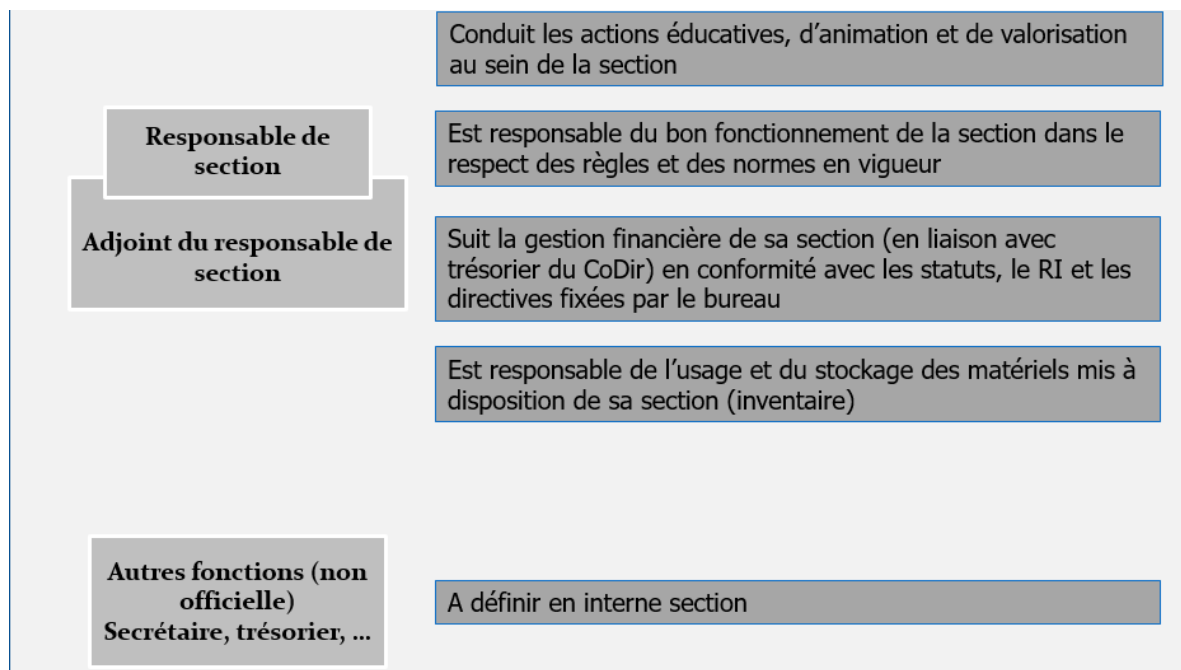 Conduit les actions éducatives, d’animation et de valorisation
au sein de la section
Responsable de
section
Est responsable du bon fonctionnement de la section dans le
respect des règles et des normes en vigueur
Adjoint du responsable de
section
Suit la gestion financière de sa section (en liaison avec
trésorier du CoDir) en conformité avec les statuts, le RI et les
directives fixées par le bureau
Est responsable de l’usage et du stockage des matériels mis à
disposition de sa section (inventaire)
Autres fonctions (non
officielle)
Secrétaire, trésorier, ...
A définir en interne section